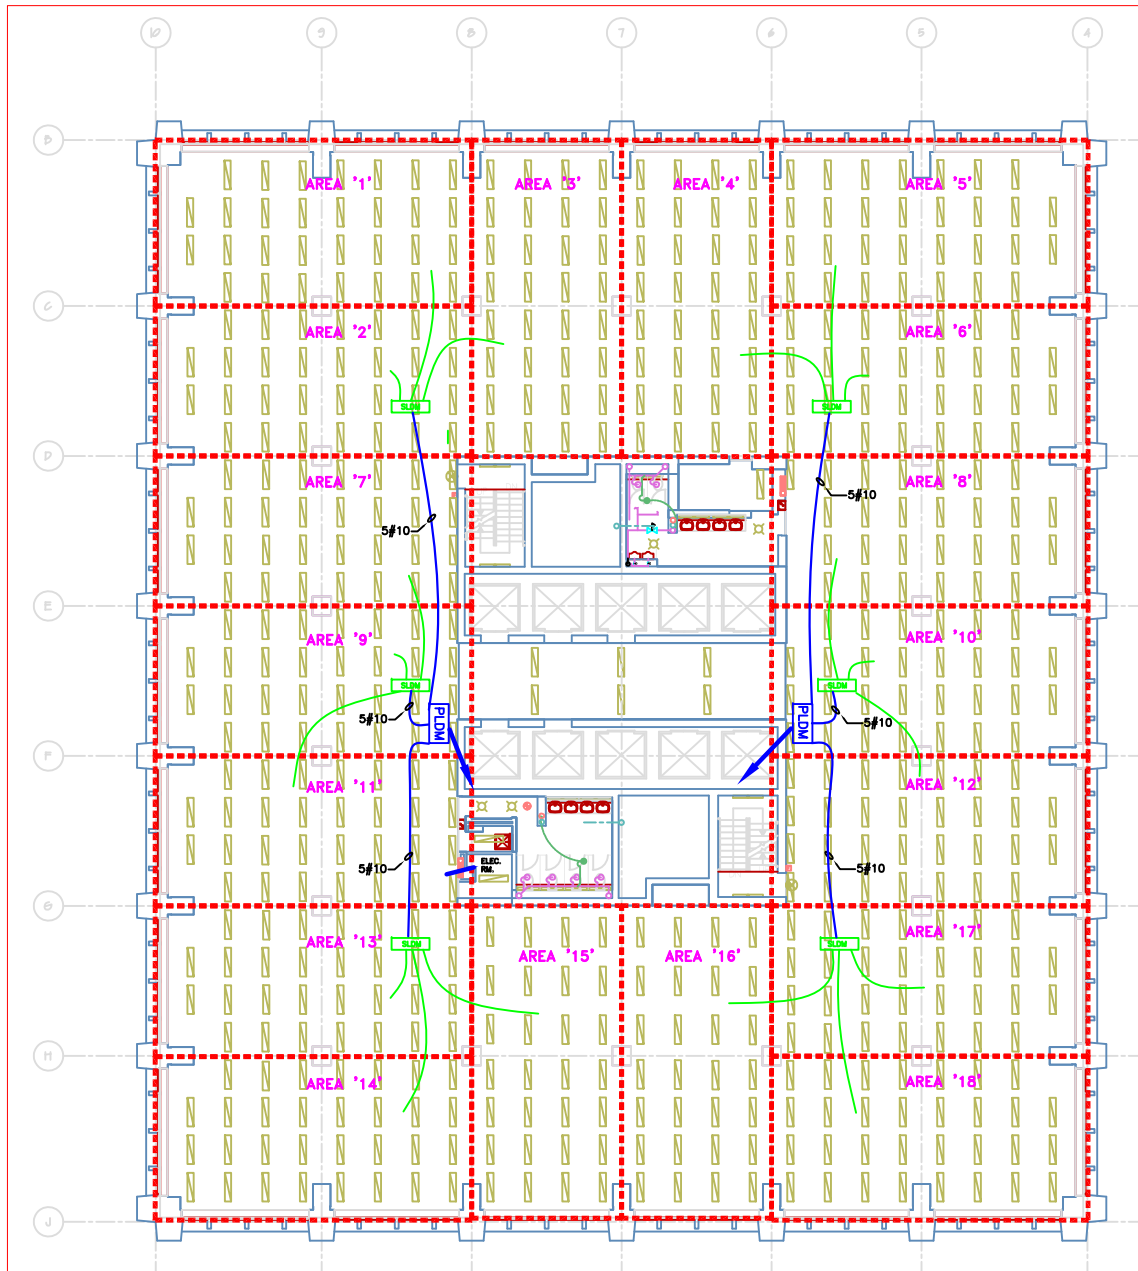 10 9 8 7 6 5 4
B
AREA '1' AREA '3' AREA '4' AREA '5'
C
AREA '2' AREA '6'
SLDM SLDM
D
AREA '7' AREA '8'
5#10
5#10
E
AREA '9' AREA '10'
SLDM SLDM
5#10 PLDM PLDM 5#10
F
AREA '11' AREA '12'
5#10 ELEC. 5#10
RM.
G
AREA '13' SLDM SLDM AREA '17'
AREA '15' AREA '16'
H
AREA '14' AREA '18'
J